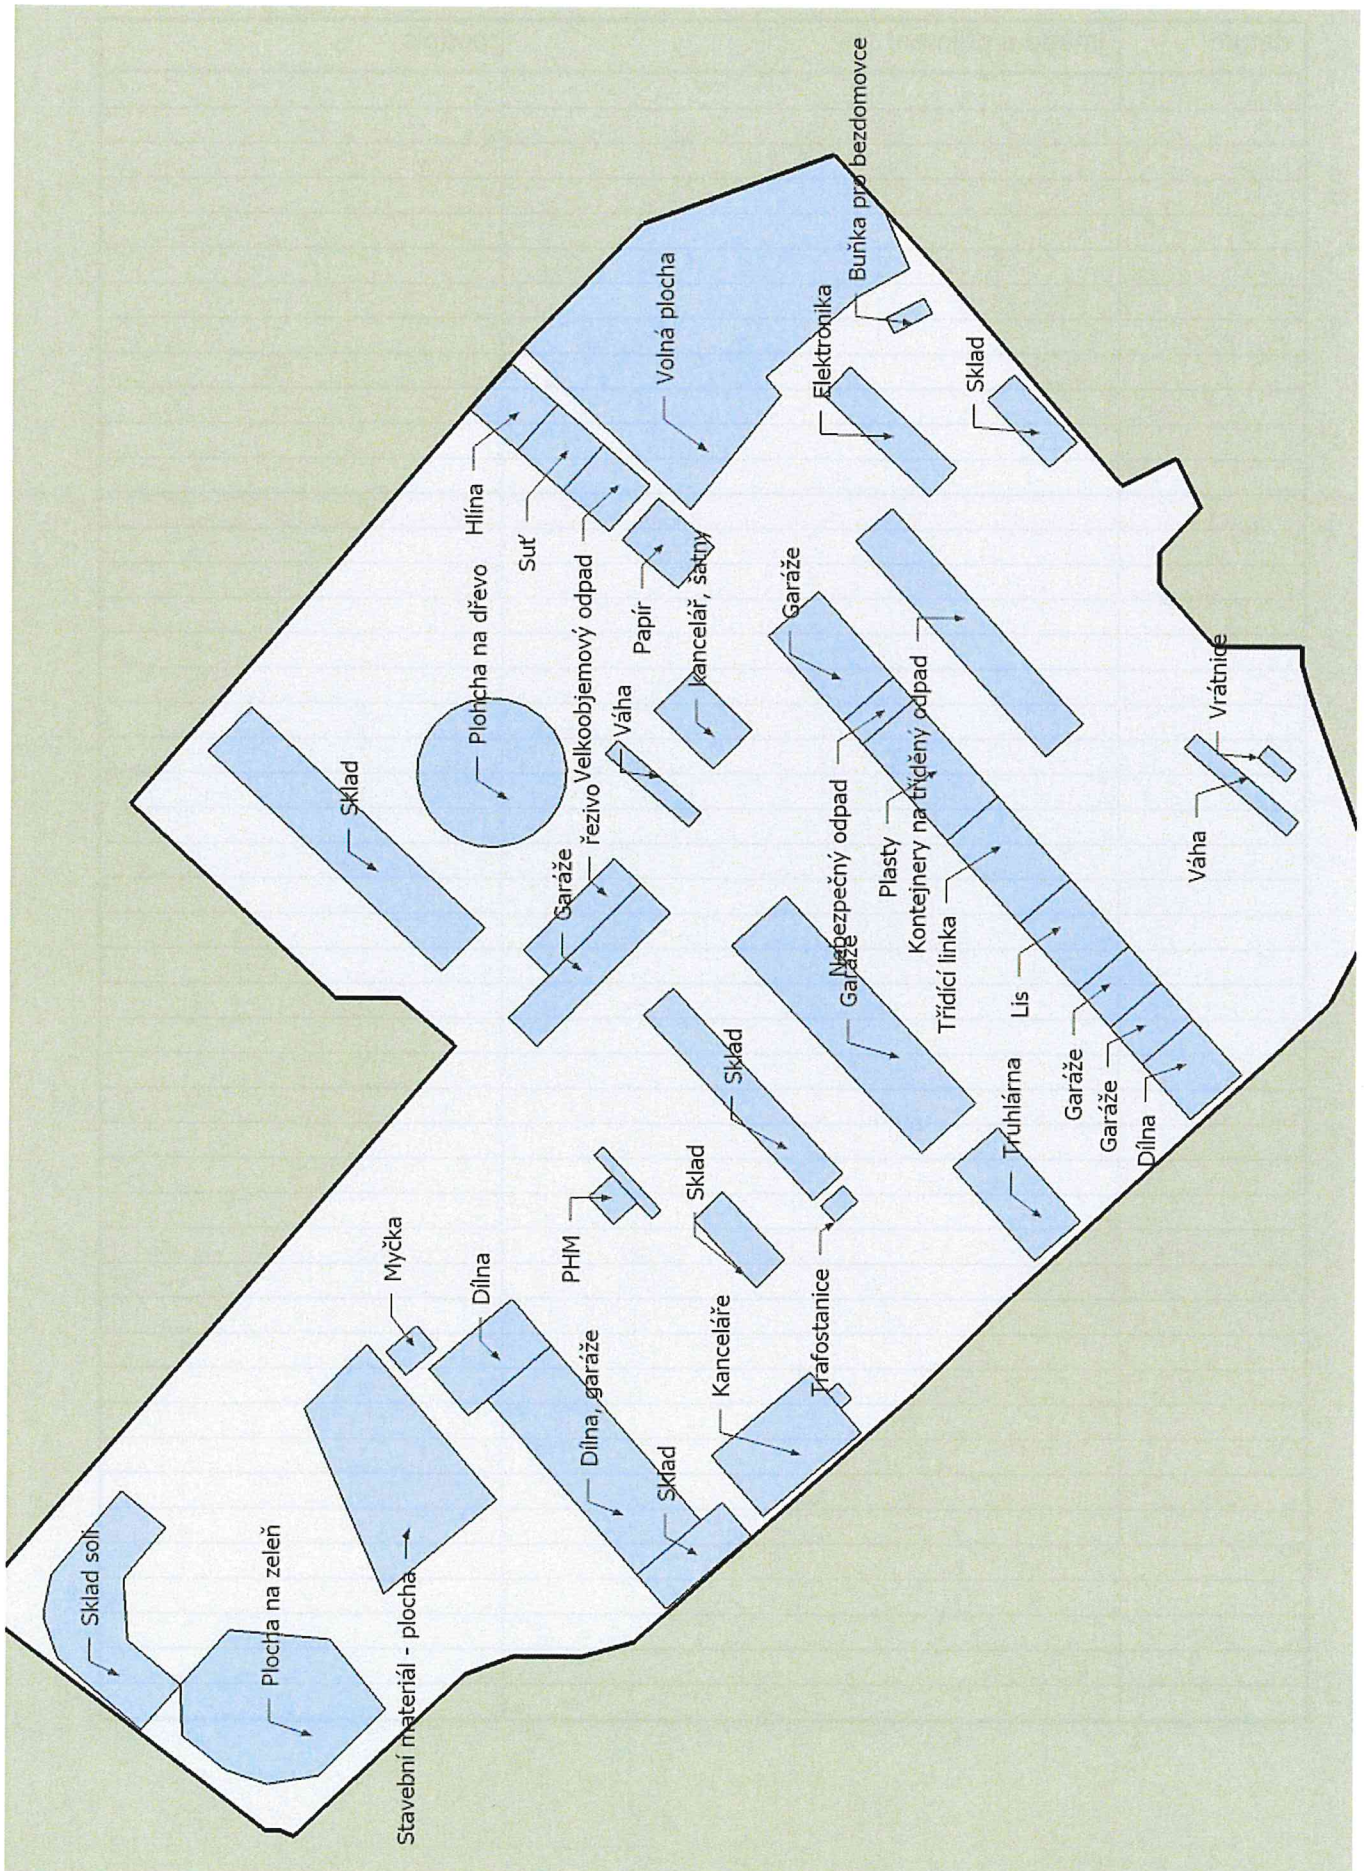 Buňka pro bezdomovce
Volná plocha
Elektronika
Sklad
Hlína
Suť
Velkoobjemový odpad
Papír
kancelář, šatny
Garáže
Plohcha na dřevo
řezivo
Váha
Vrátnice
Sklad
Garáže
Nebezpečný odpad
Plasty
Kontejnery na tříděný odpad
Váha
Garáže
Třídící linka
Lis
Sklad
Truhlárna
Garáže
Garáže
Dílna
PHM
Sklad
Myčka
Dílna
Trafostanice
Kanceláře
Dílna, garáže
Sklad
Sklad soli
Plocha na zeleň
Stavební materiál - plocha